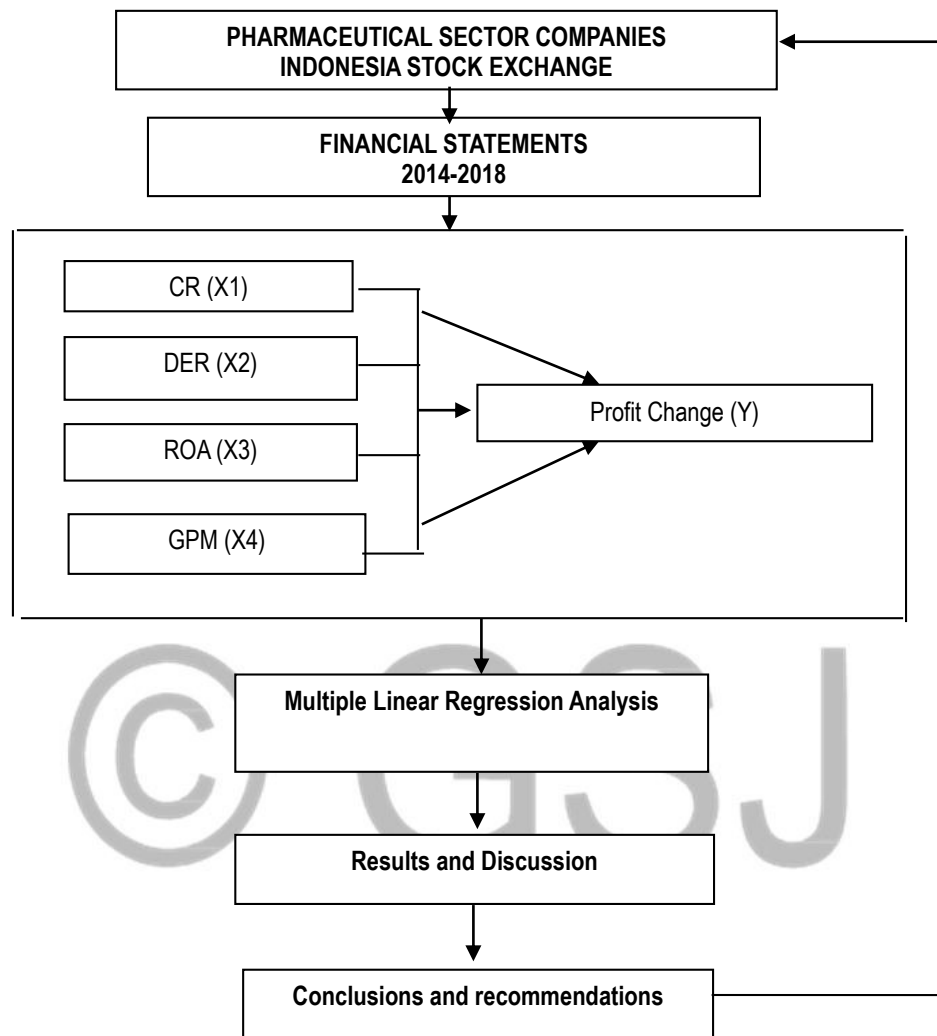 PHARMACEUTICAL SECTOR COMPANIES
INDONESIA STOCK EXCHANGE
FINANCIAL STATEMENTS
2014-2018
CR (X1)
DER (X2)
ROA (X3)
GPM (X4)
Profit Change (Y)
© GSJ
Multiple Linear Regression Analysis
Results and Discussion
Conclusions and recommendations